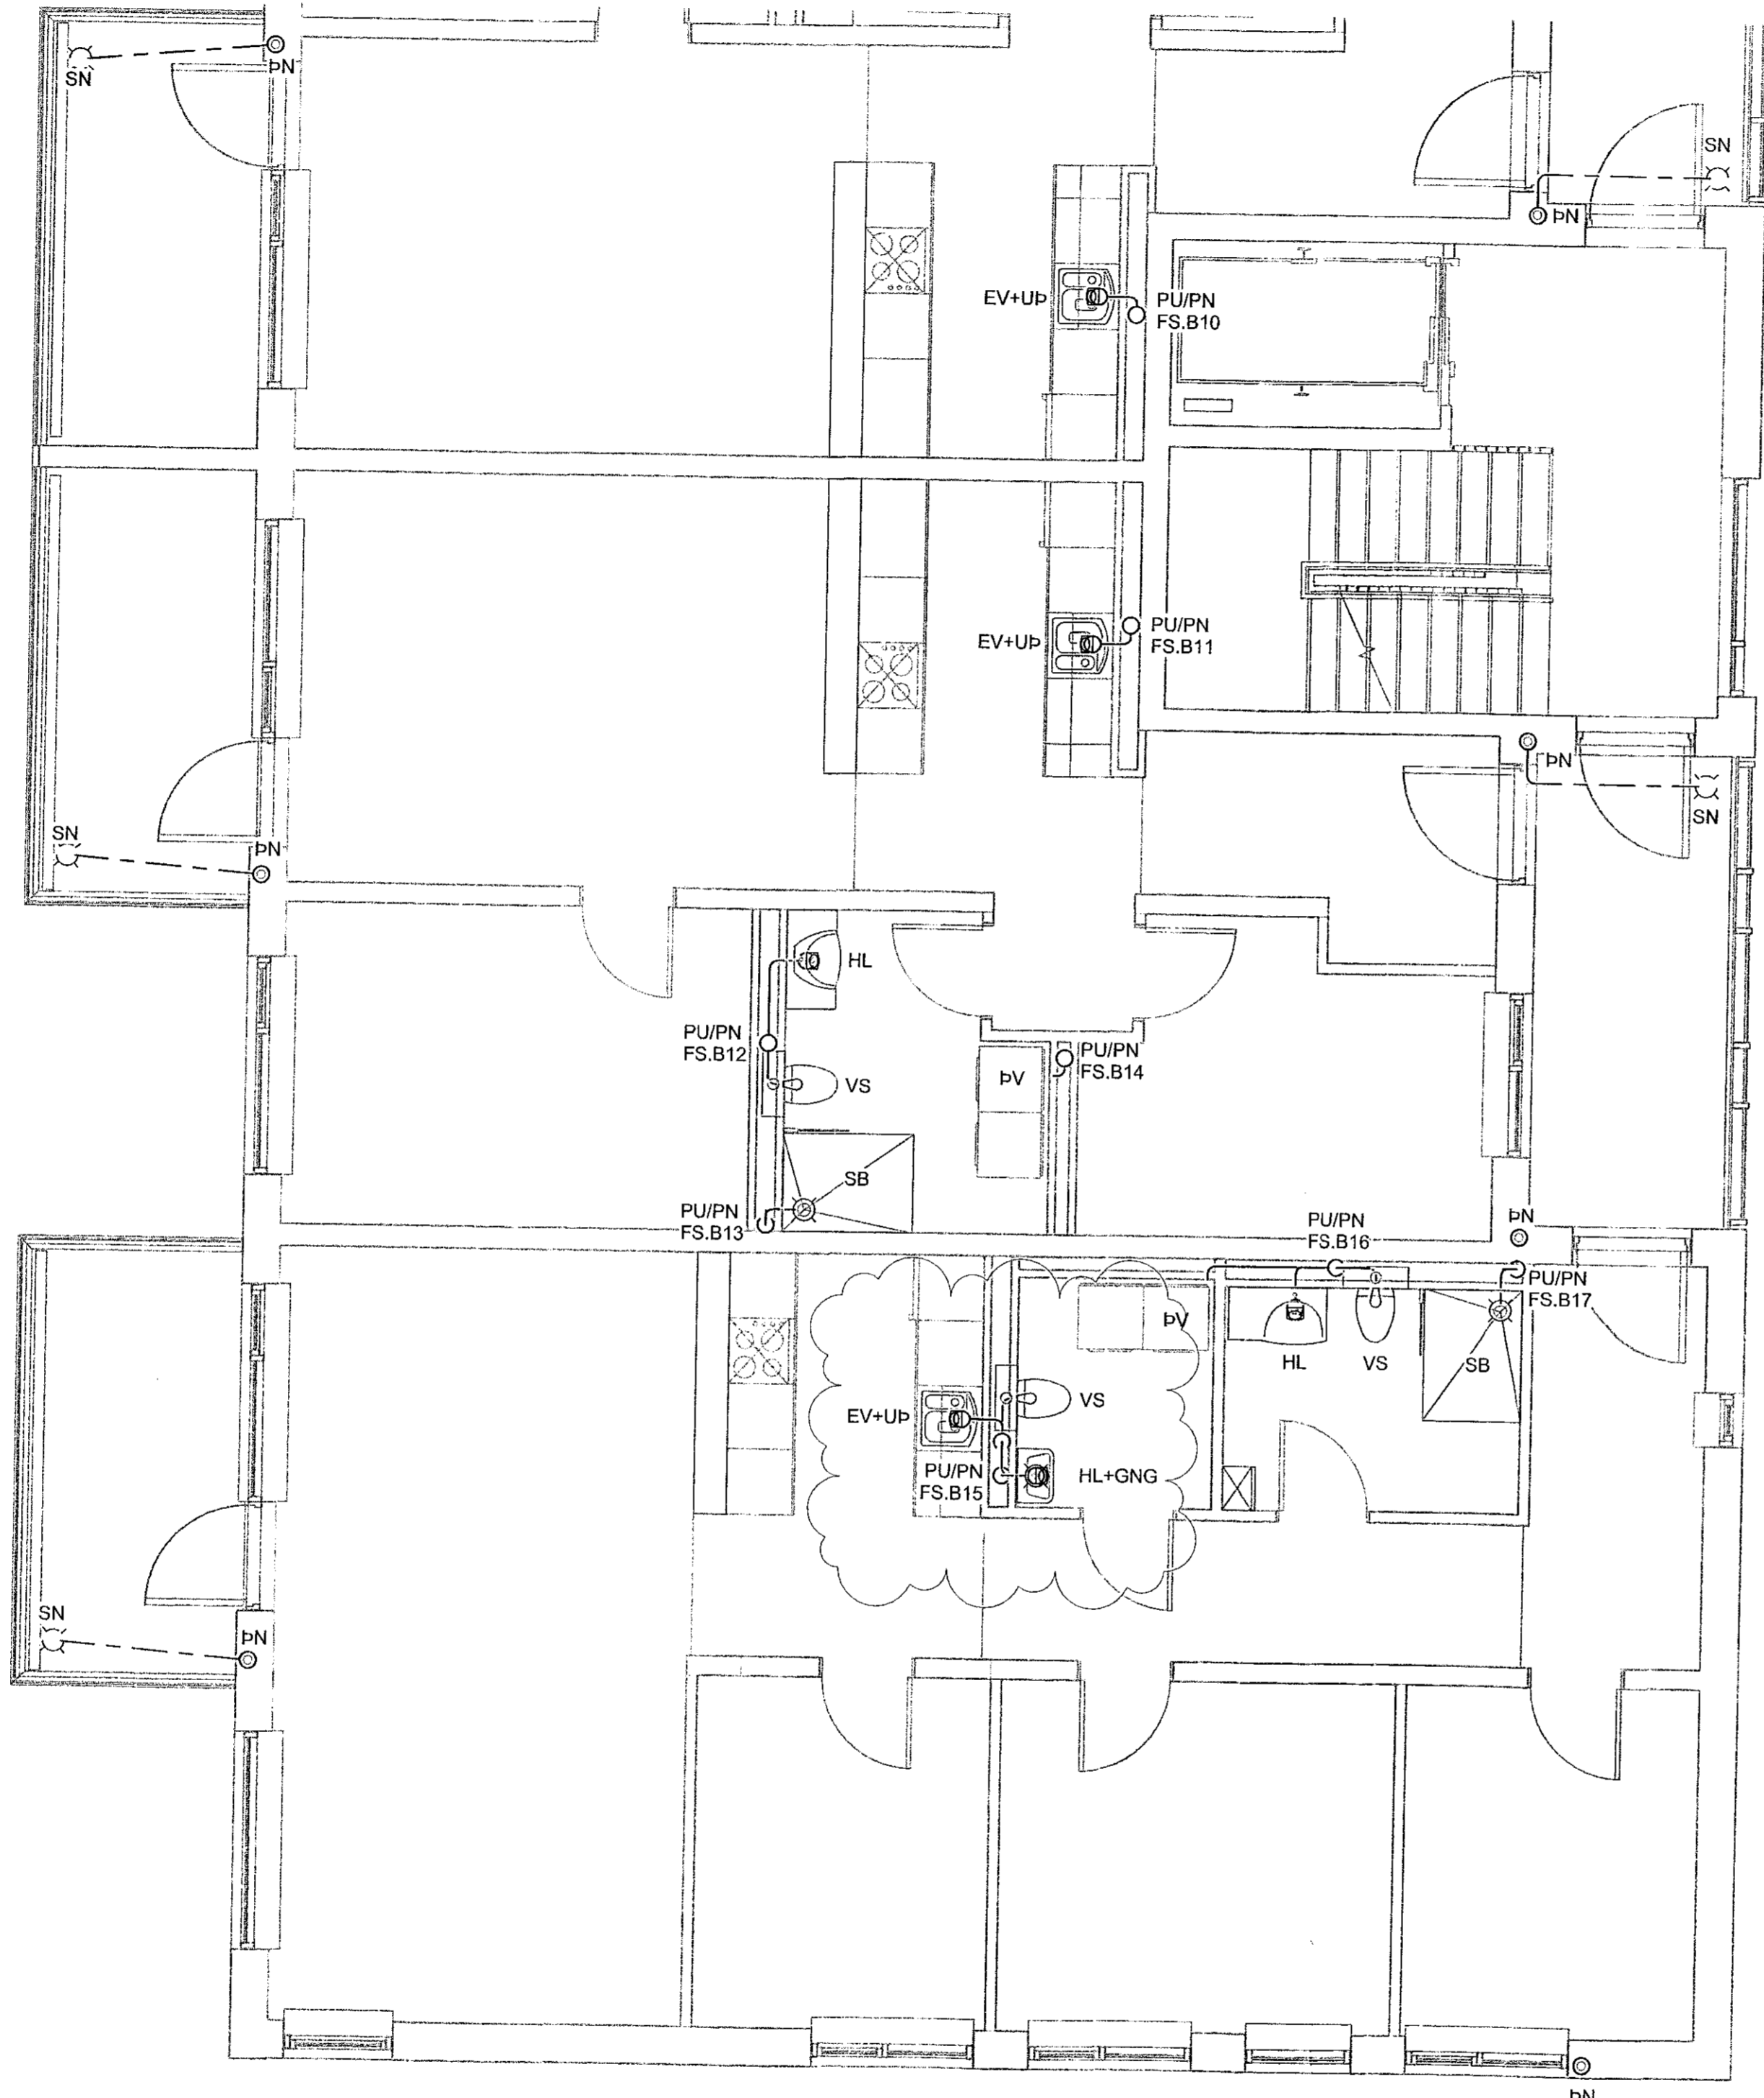 SN
ÞN
SN
ÞN
EV+UÞ
PU/PN
FS.B10
EV+UÞ
PU/PN
FS.B11
ÞN
SN
SN
ÞN
HL
PU/PN
FS.B12
PU/PN
FS.B14
ÞV
VS
SB
PU/PN
FS.B13
PU/PN
FS.B16
ÞN
PU/PN
FS.B17
ÞV
HL
VS
SB
VS
EV+UÞ
PU/PN
FS.B15
HL+GNG
SN
ÞN
ÞN